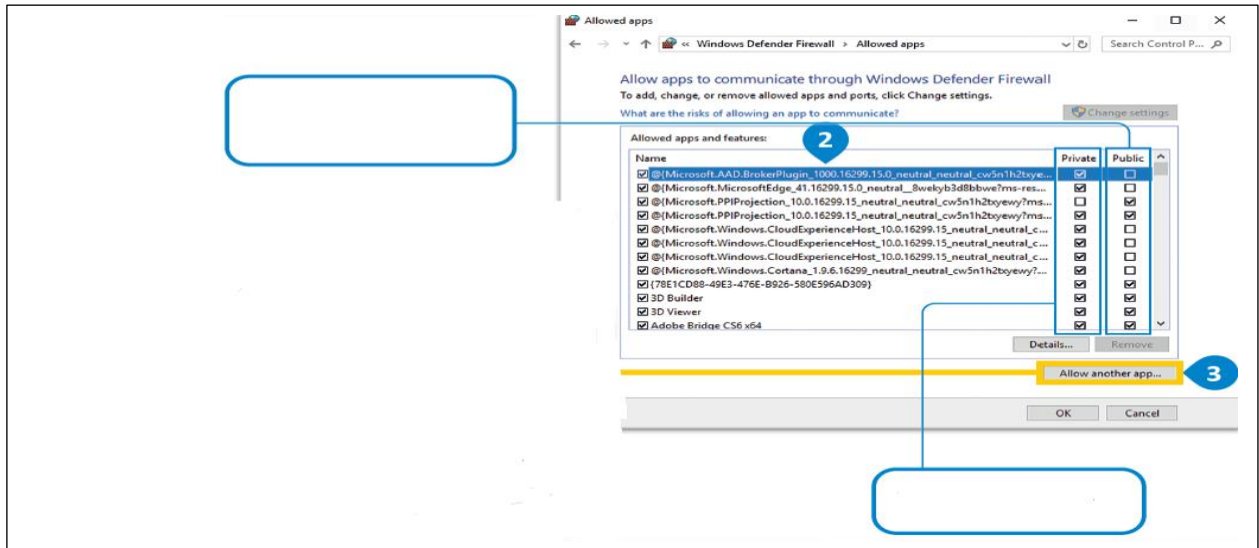 Allowed apps
« Windows Defender Firewall > Allowed apps
Search Control P...
Allow apps to communicate through Windows Defender Firewall
To add, change, or remove allowed apps and ports, click Change settings.
What are the risks of allowing an app to communicate?
Change settings
Allowed apps and features:
2
Name Private Public
@{Microsoft.AAD.BrokerPlugin_1000.16299.15.0_neutral_neutral_cw5n1h2txye...
@{Microsoft.MicrosoftEdge_41.16299.15.0_neutral__8wekyb3d8bbwe?ms-res...
@{Microsoft.PPIProjection_10.0.16299.15_neutral_neutral_cw5n1h2txyewy?ms...
@{Microsoft.PPIProjection_10.0.16299.15_neutral_neutral_cw5n1h2txyewy?ms...
@{Microsoft.Windows.CloudExperienceHost_10.0.16299.15_neutral_neutral_c...
@{Microsoft.Windows.CloudExperienceHost_10.0.16299.15_neutral_neutral_c...
@{Microsoft.Windows.CloudExperienceHost_10.0.16299.15_neutral_neutral_c...
@{Microsoft.Windows.Cortana_1.9.6.16299_neutral_neutral_cw5n1h2txyewy?...
{78E1CD88-49E3-476E-B926-580E596AD309}
3D Builder
3D Viewer
Adobe Bridge CS6 x64
Details... Remove
Allow another app...
3
OK Cancel